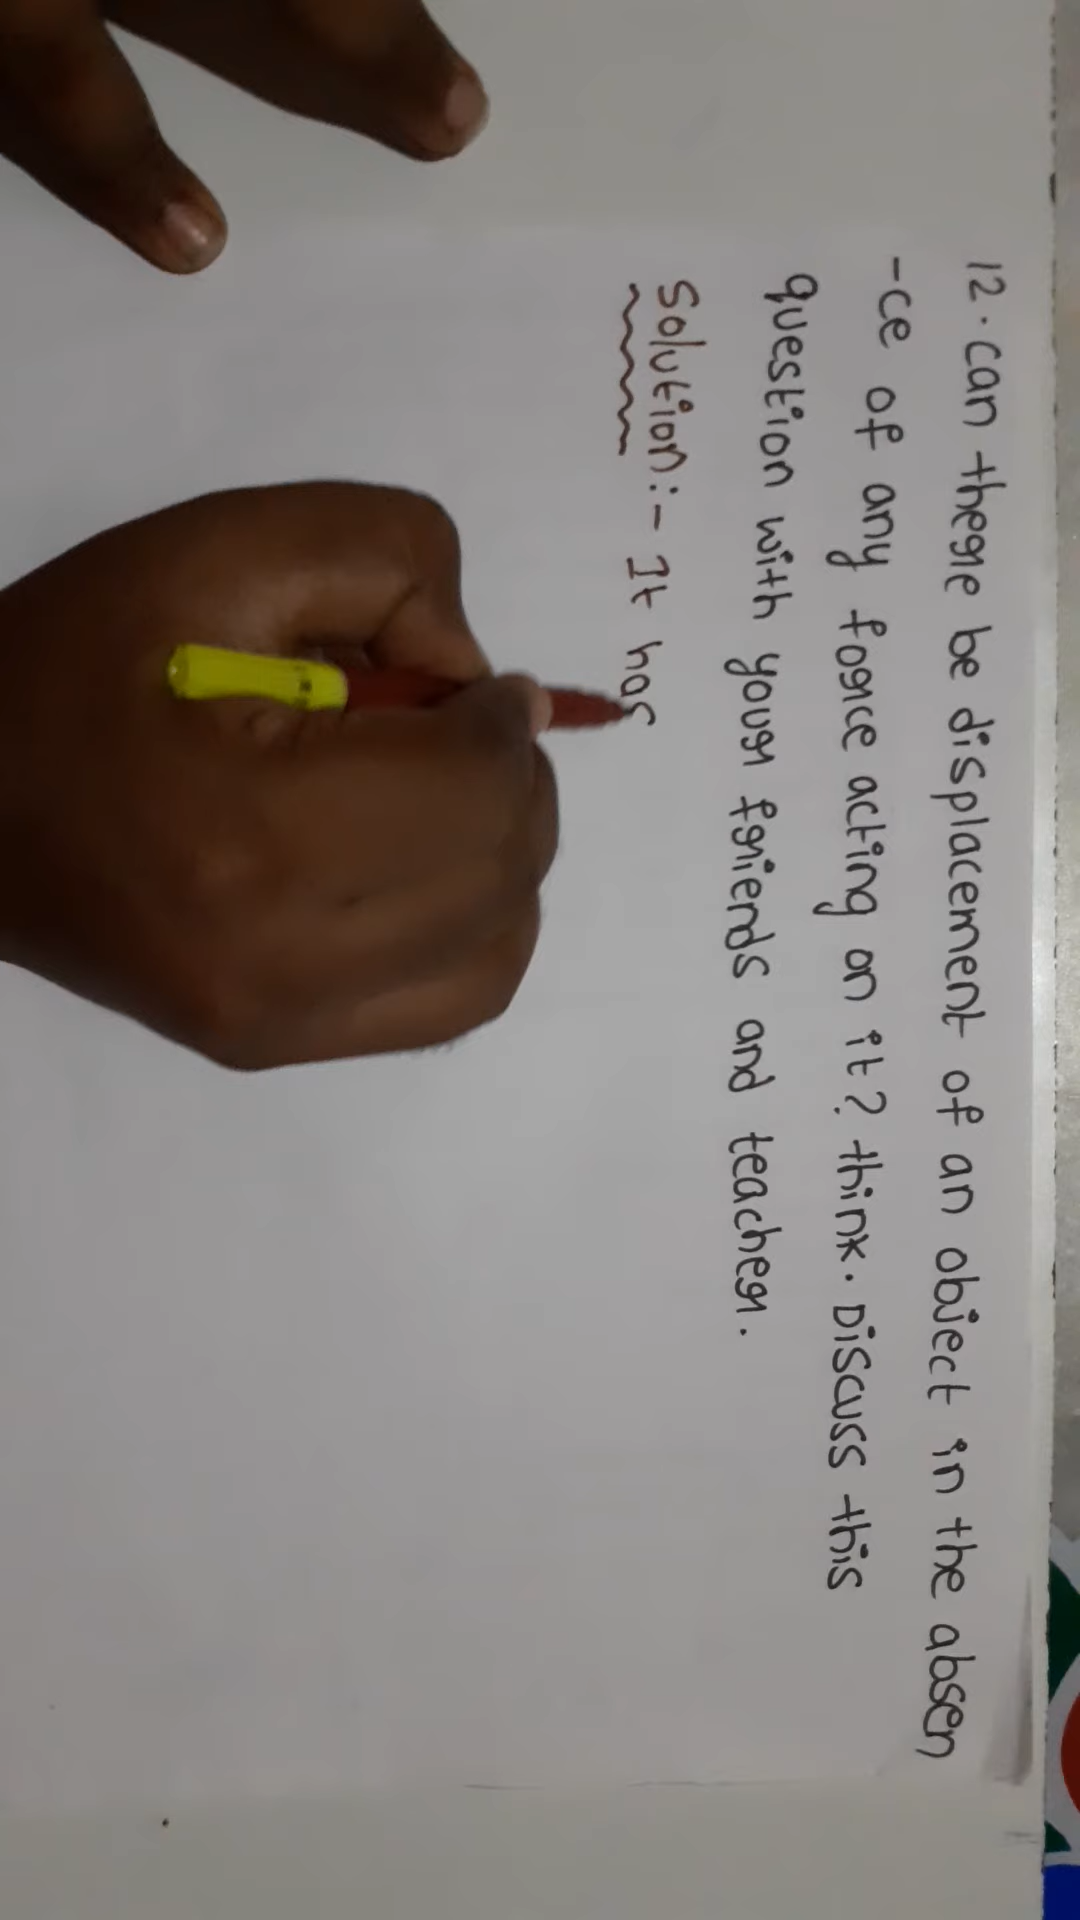 12. can there be displacement of an object in the absen
-ce of any force acting on it? think. Discuss this
question with your friends and teacher.
Solution:- It has